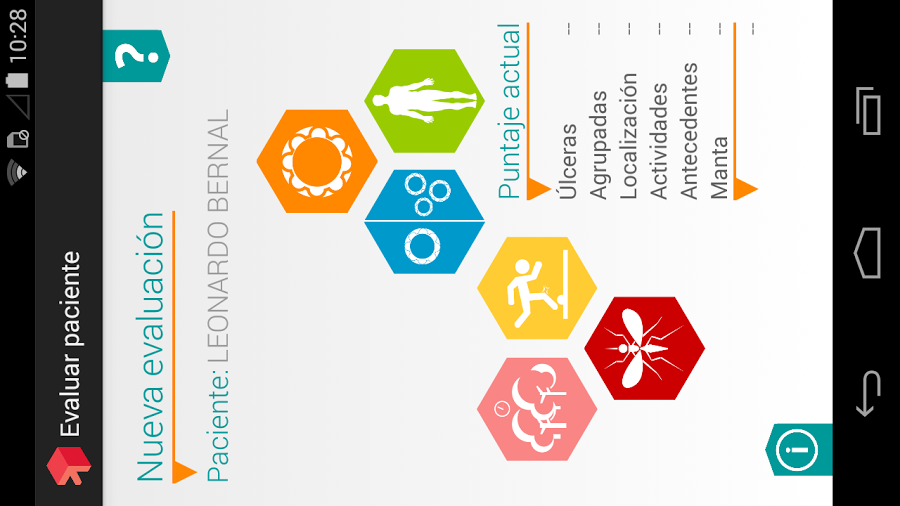 10:28
Evaluar paciente
Nueva evaluación
Paciente: LEONARDO BERNAL
Puntaje actual
Úlceras --
Agrupadas --
Localización --
Actividades --
Antecedentes --
Manta --
--
?
i